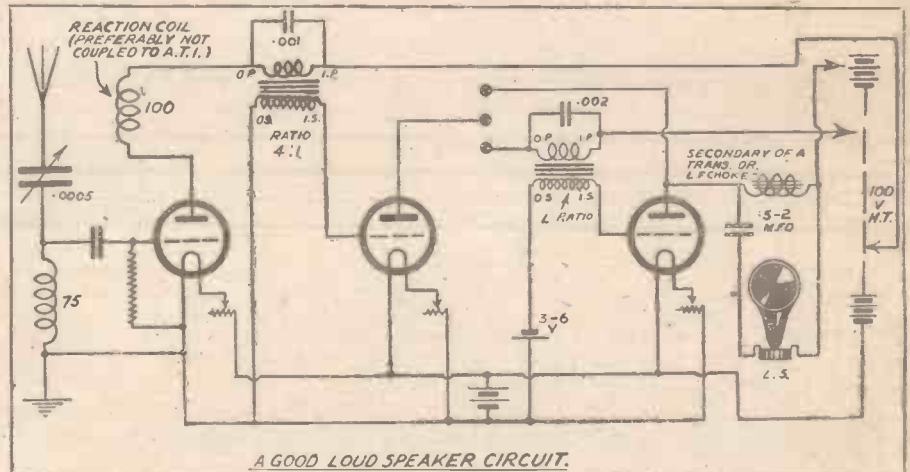 REACTION COIL
(PREFERABLY NOT
COUPLED TO A.T.I.)
100
.0005
75
.001
O.P.
I.P.
O.S.
I.S.
RATIO
4:1
.002
O.P.
I.P.
O.S.
I.S.
L RATIO
3-6
V
SECONDARY OF A
TRANS. OR
L.F. CHOKE
.5-2
M.F.D
L.S.
100
V
H.T.
A GOOD LOUD SPEAKER CIRCUIT.